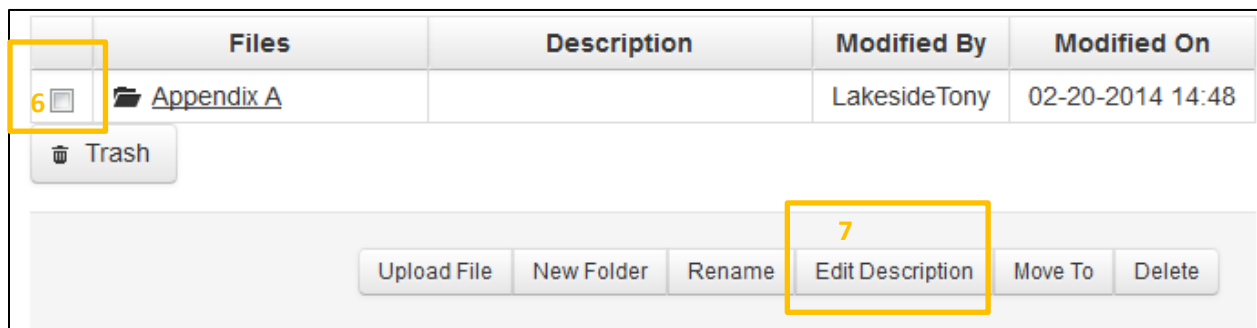 Files Description Modified By Modified On
6 Appendix A LakesideTony 02-20-2014 14:48
Trash
7
Upload File New Folder Rename Edit Description Move To Delete